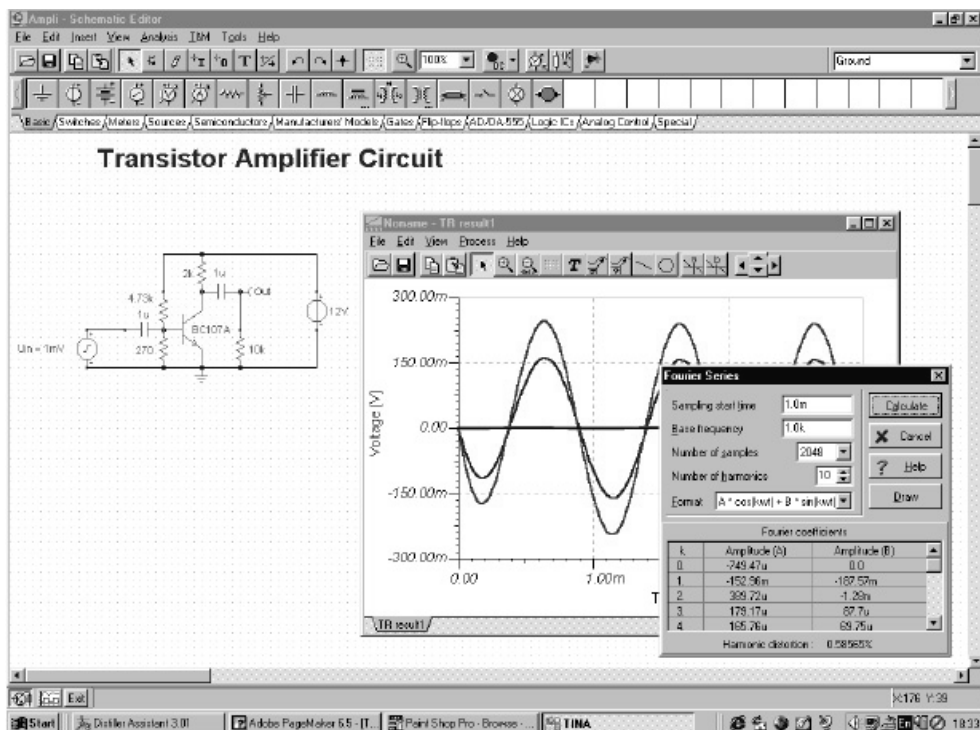 Ampli - Schematic Editor
File Edit Insert View Analysis T&M Tools Help
100%
DC
Ground
Basic Switches Meters Sources Semiconductors Manufacturers' Models Gates Flip-flops AD/DA-555 Logic ICs Analog Control Special
Transistor Amplifier Circuit
2k
1u
Out
4.73k
1u
BC107A
12V
Uin = 1mV
270
10k
Noname - TR result1
File Edit View Process Help
300.00m
150.00m
0.00
-150.00m
-300.00m
Voltage [V]
0.00
1.00m
T
TR result1
Fourier Series
Sampling start time 1.0m
Base frequency 1.0k
Number of samples 2048
Number of harmonics 10
Format A * cos(kwt) + B * sin(kwt)
Calculate
Cancel
Help
Draw
Fourier coefficients
k. Amplitude (A) Amplitude (B)
0. -749.47u 0.0
1. -152.96m -187.57m
2. 389.72u -1.28m
3. 179.17u 87.7u
4. 165.76u 69.75u
Harmonic distortion : 0.58565%
Exit
X:176 Y:39
Start
Distiller Assistant 3.01
Adobe PageMaker 6.5 - [T...
Paint Shop Pro - Browse - ...
TINA
En
18:33